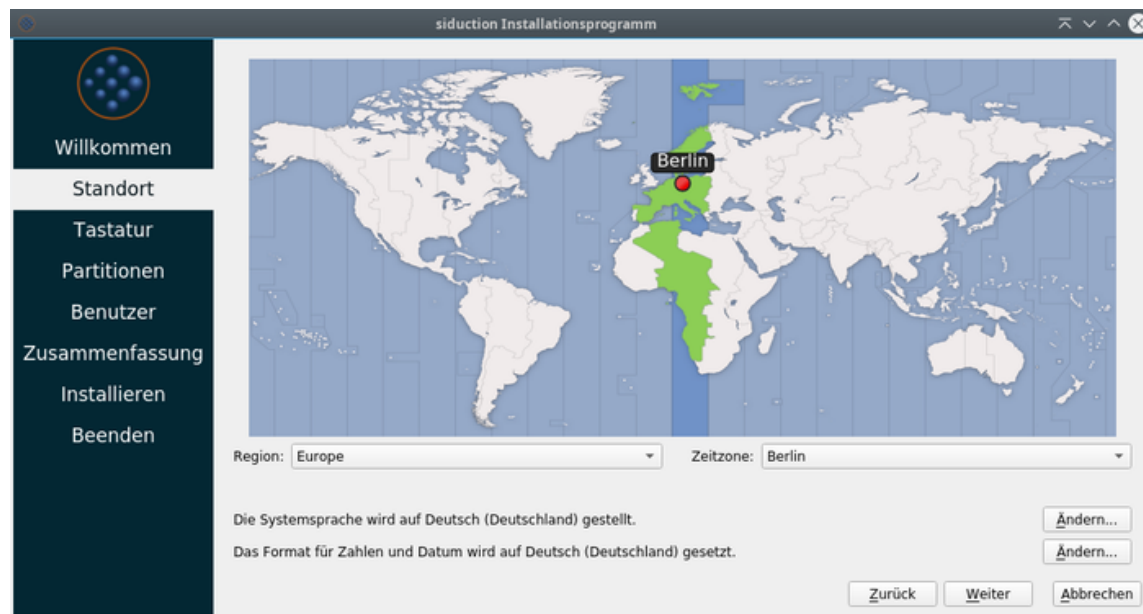 siduction Installationsprogramm
Willkommen
Standort
Tastatur
Partitionen
Benutzer
Zusammenfassung
Installieren
Beenden
Berlin
Region: Europe Zeitzone: Berlin
Die Systemsprache wird auf Deutsch (Deutschland) gestellt. Ändern...
Das Format für Zahlen und Datum wird auf Deutsch (Deutschland) gesetzt. Ändern...
Zurück Weiter Abbrechen